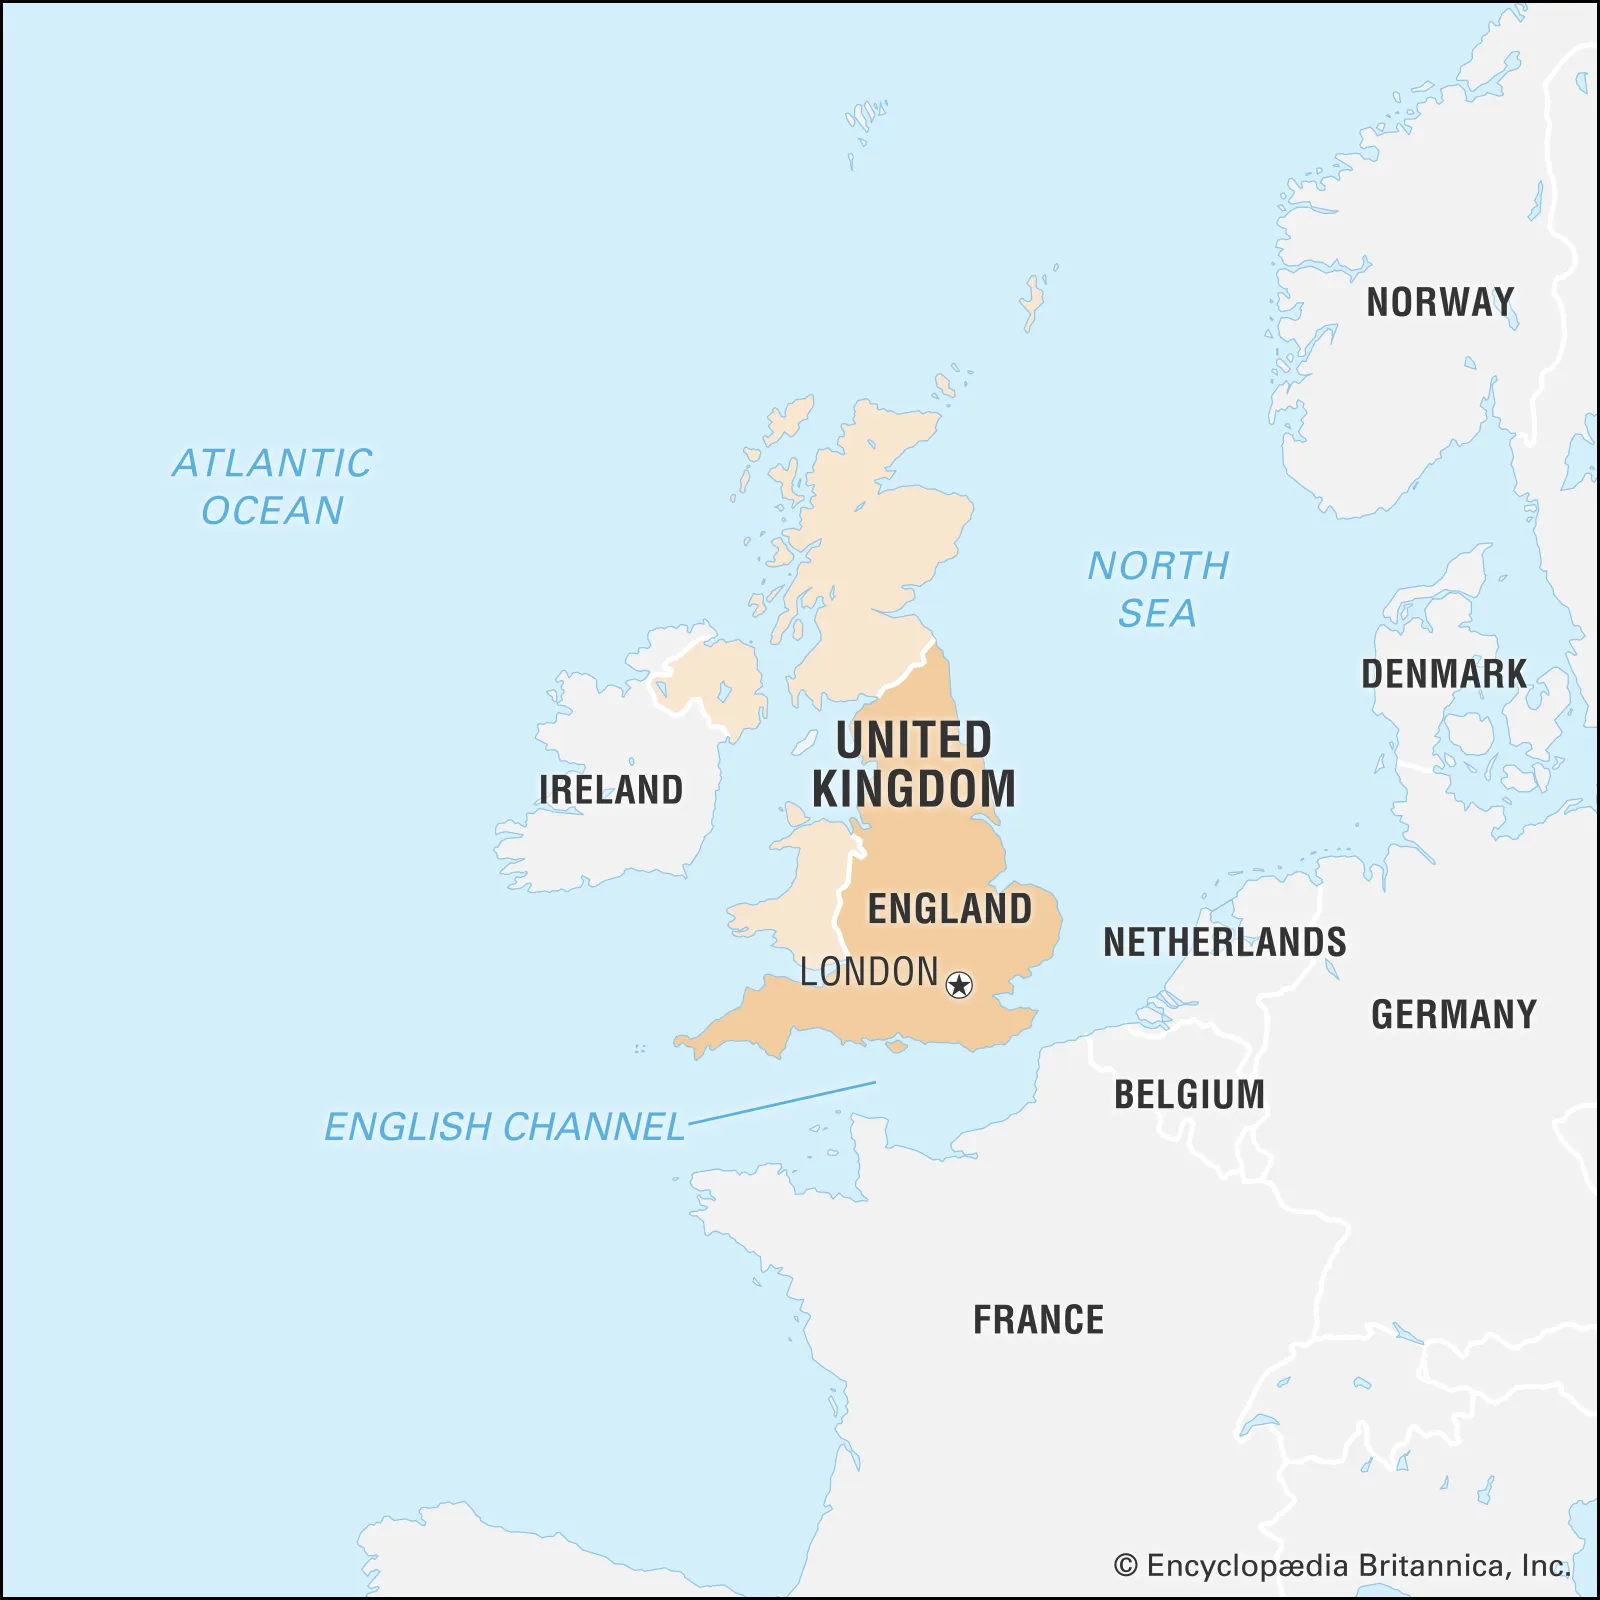 NORWAY
ATLANTIC
OCEAN
NORTH
SEA
DENMARK
UNITED
KINGDOM
IRELAND
ENGLAND
NETHERLANDS
LONDON
GERMANY
BELGIUM
ENGLISH CHANNEL
FRANCE
© Encyclopædia Britannica, Inc.